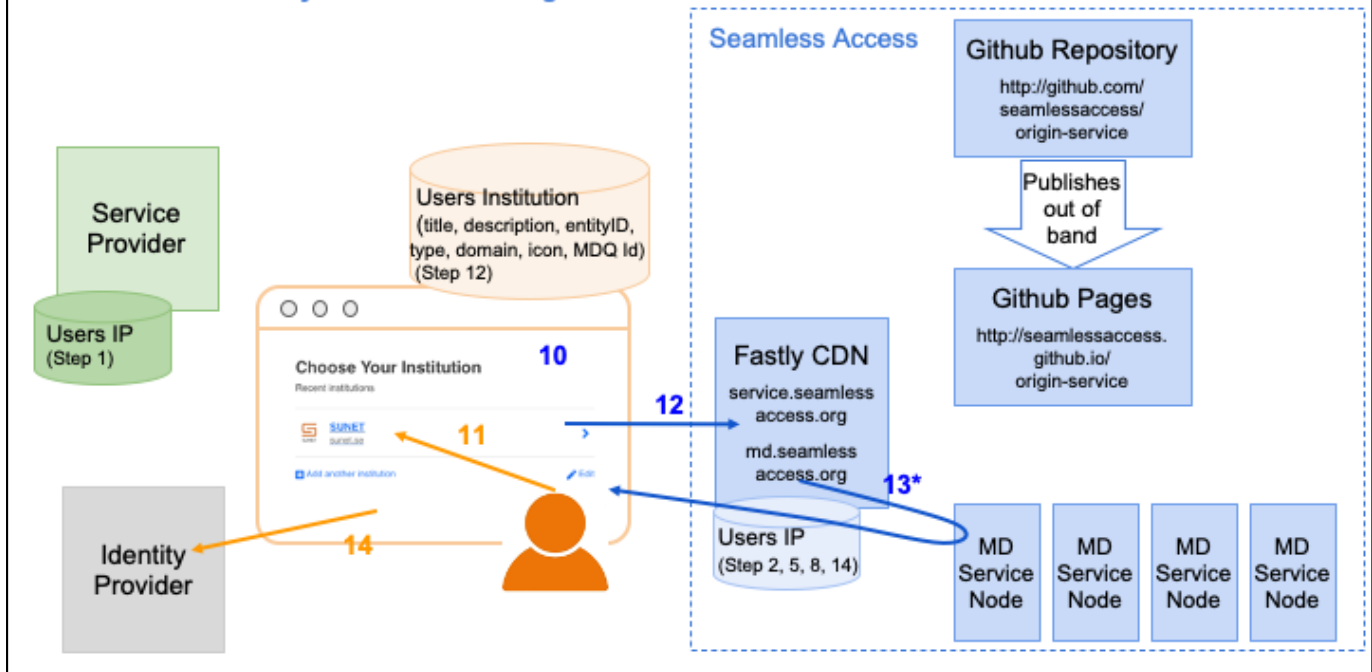 Seamless Access
Github Repository
http://github.com/
seamlessaccess/
origin-service
Publishes
out of
band
Github Pages
http://seamlessaccess.
github.io/
origin-service
Service
Provider
Users IP
(Step 1)
Users Institution
(title, description, entityID,
type, domain, icon, MDQ Id)
(Step 12)
10
Choose Your Institution
Recent institutions
SUNET
SUNET
sunet.se
11
Add another institution
Edit
14
Identity
Provider
12
Fastly CDN
service.seamless
access.org
md.seamless
access.org
13*
Users IP
(Step 2, 5, 8, 14)
MD
Service
Node
MD
Service
Node
MD
Service
Node
MD
Service
Node